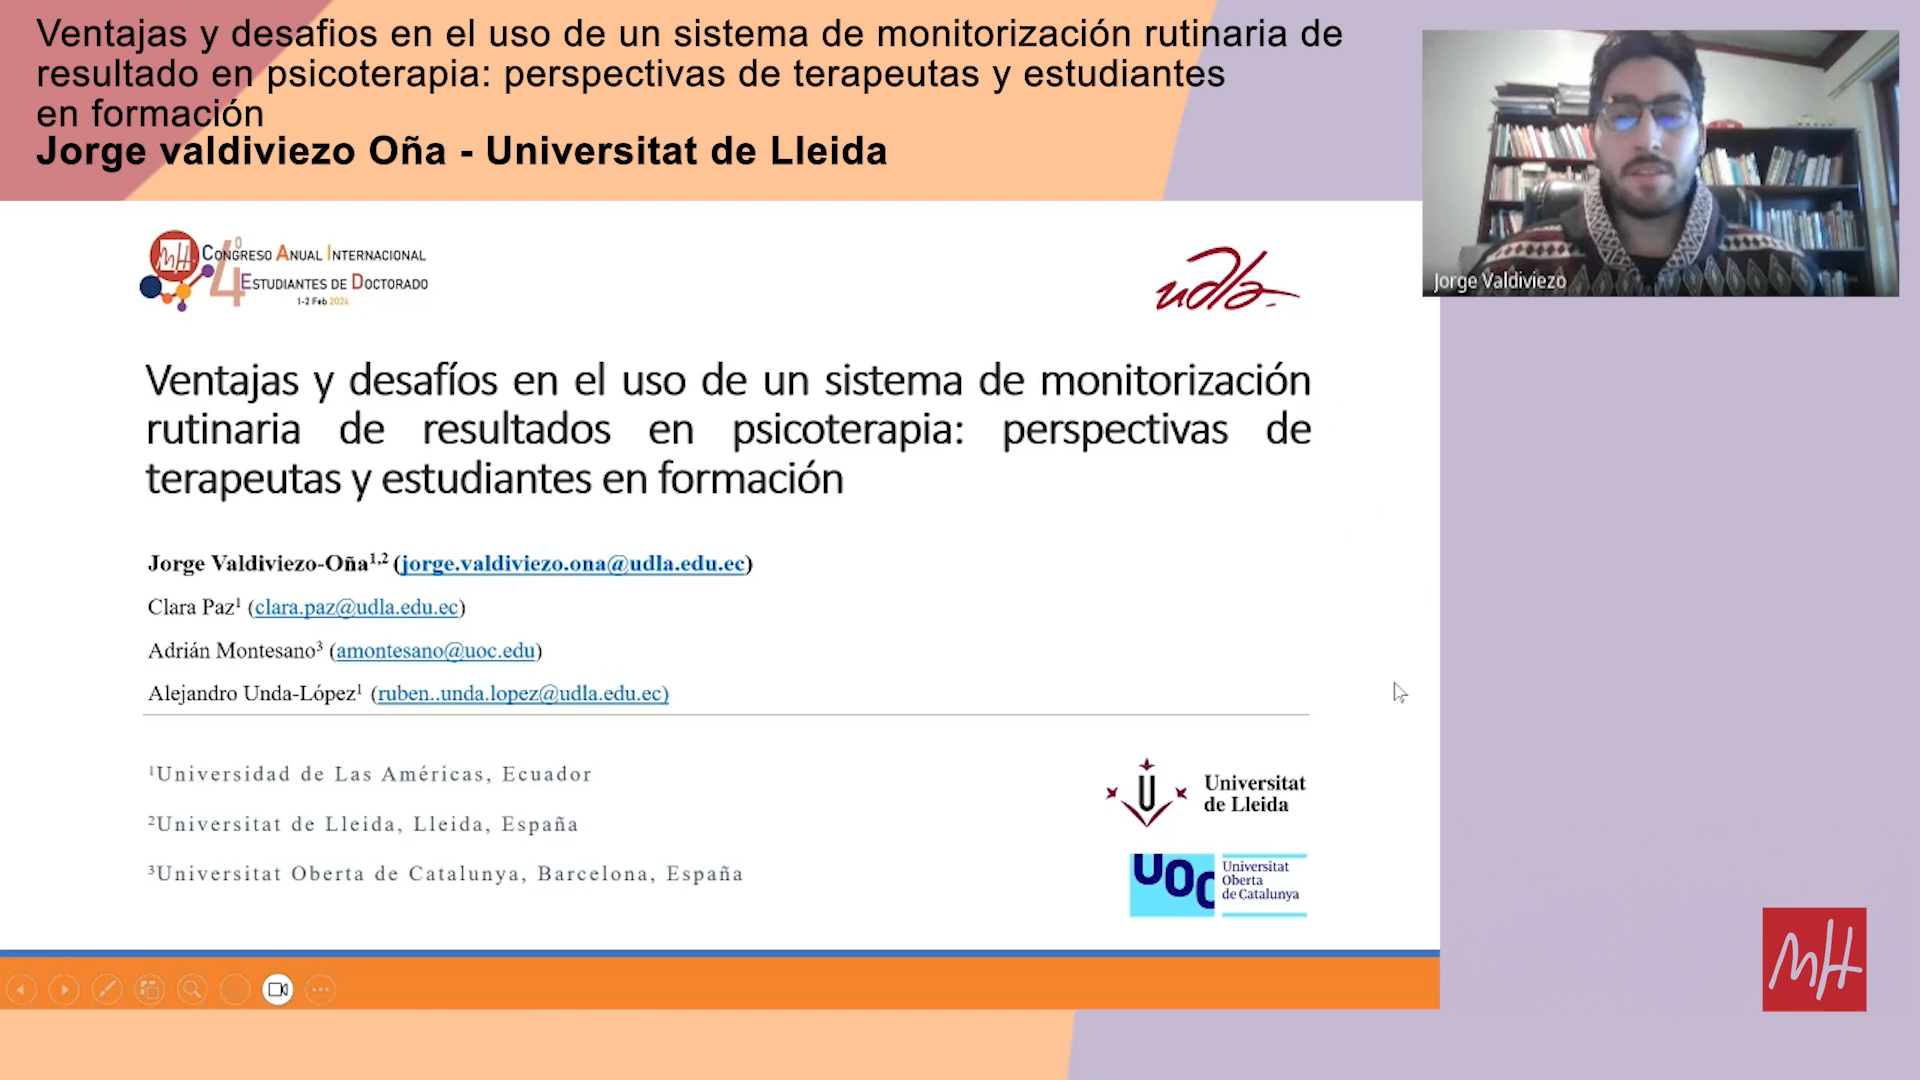 Ventajas y desafios en el uso de un sistema de monitorización rutinaria de
resultado en psicoterapia: perspectivas de terapeutas y estudiantes
en formación
Jorge valdiviezo Oña - Universitat de Lleida
Jorge Valdiviezo
MH
4º
CONGRESO ANUAL INTERNACIONAL
ESTUDIANTES DE DOCTORADO
1-2 Feb 2024
udla
Ventajas y desafíos en el uso de un sistema de monitorización
rutinaria de resultados en psicoterapia: perspectivas de
terapeutas y estudiantes en formación
Jorge Valdiviezo-Oña1,2 (jorge.valdiviezo.ona@udla.edu.ec)
Clara Paz¹ (clara.paz@udla.edu.ec)
Adrián Montesano³ (amontesano@uoc.edu)
Alejandro Unda-López¹ (ruben..unda.lopez@udla.edu.ec)
¹Universidad de Las Américas, Ecuador
²Universitat de Lleida, Lleida, España
³Universitat Oberta de Catalunya, Barcelona, España
U
Universitat
de Lleida
UOC
Universitat
Oberta
de Catalunya
MH